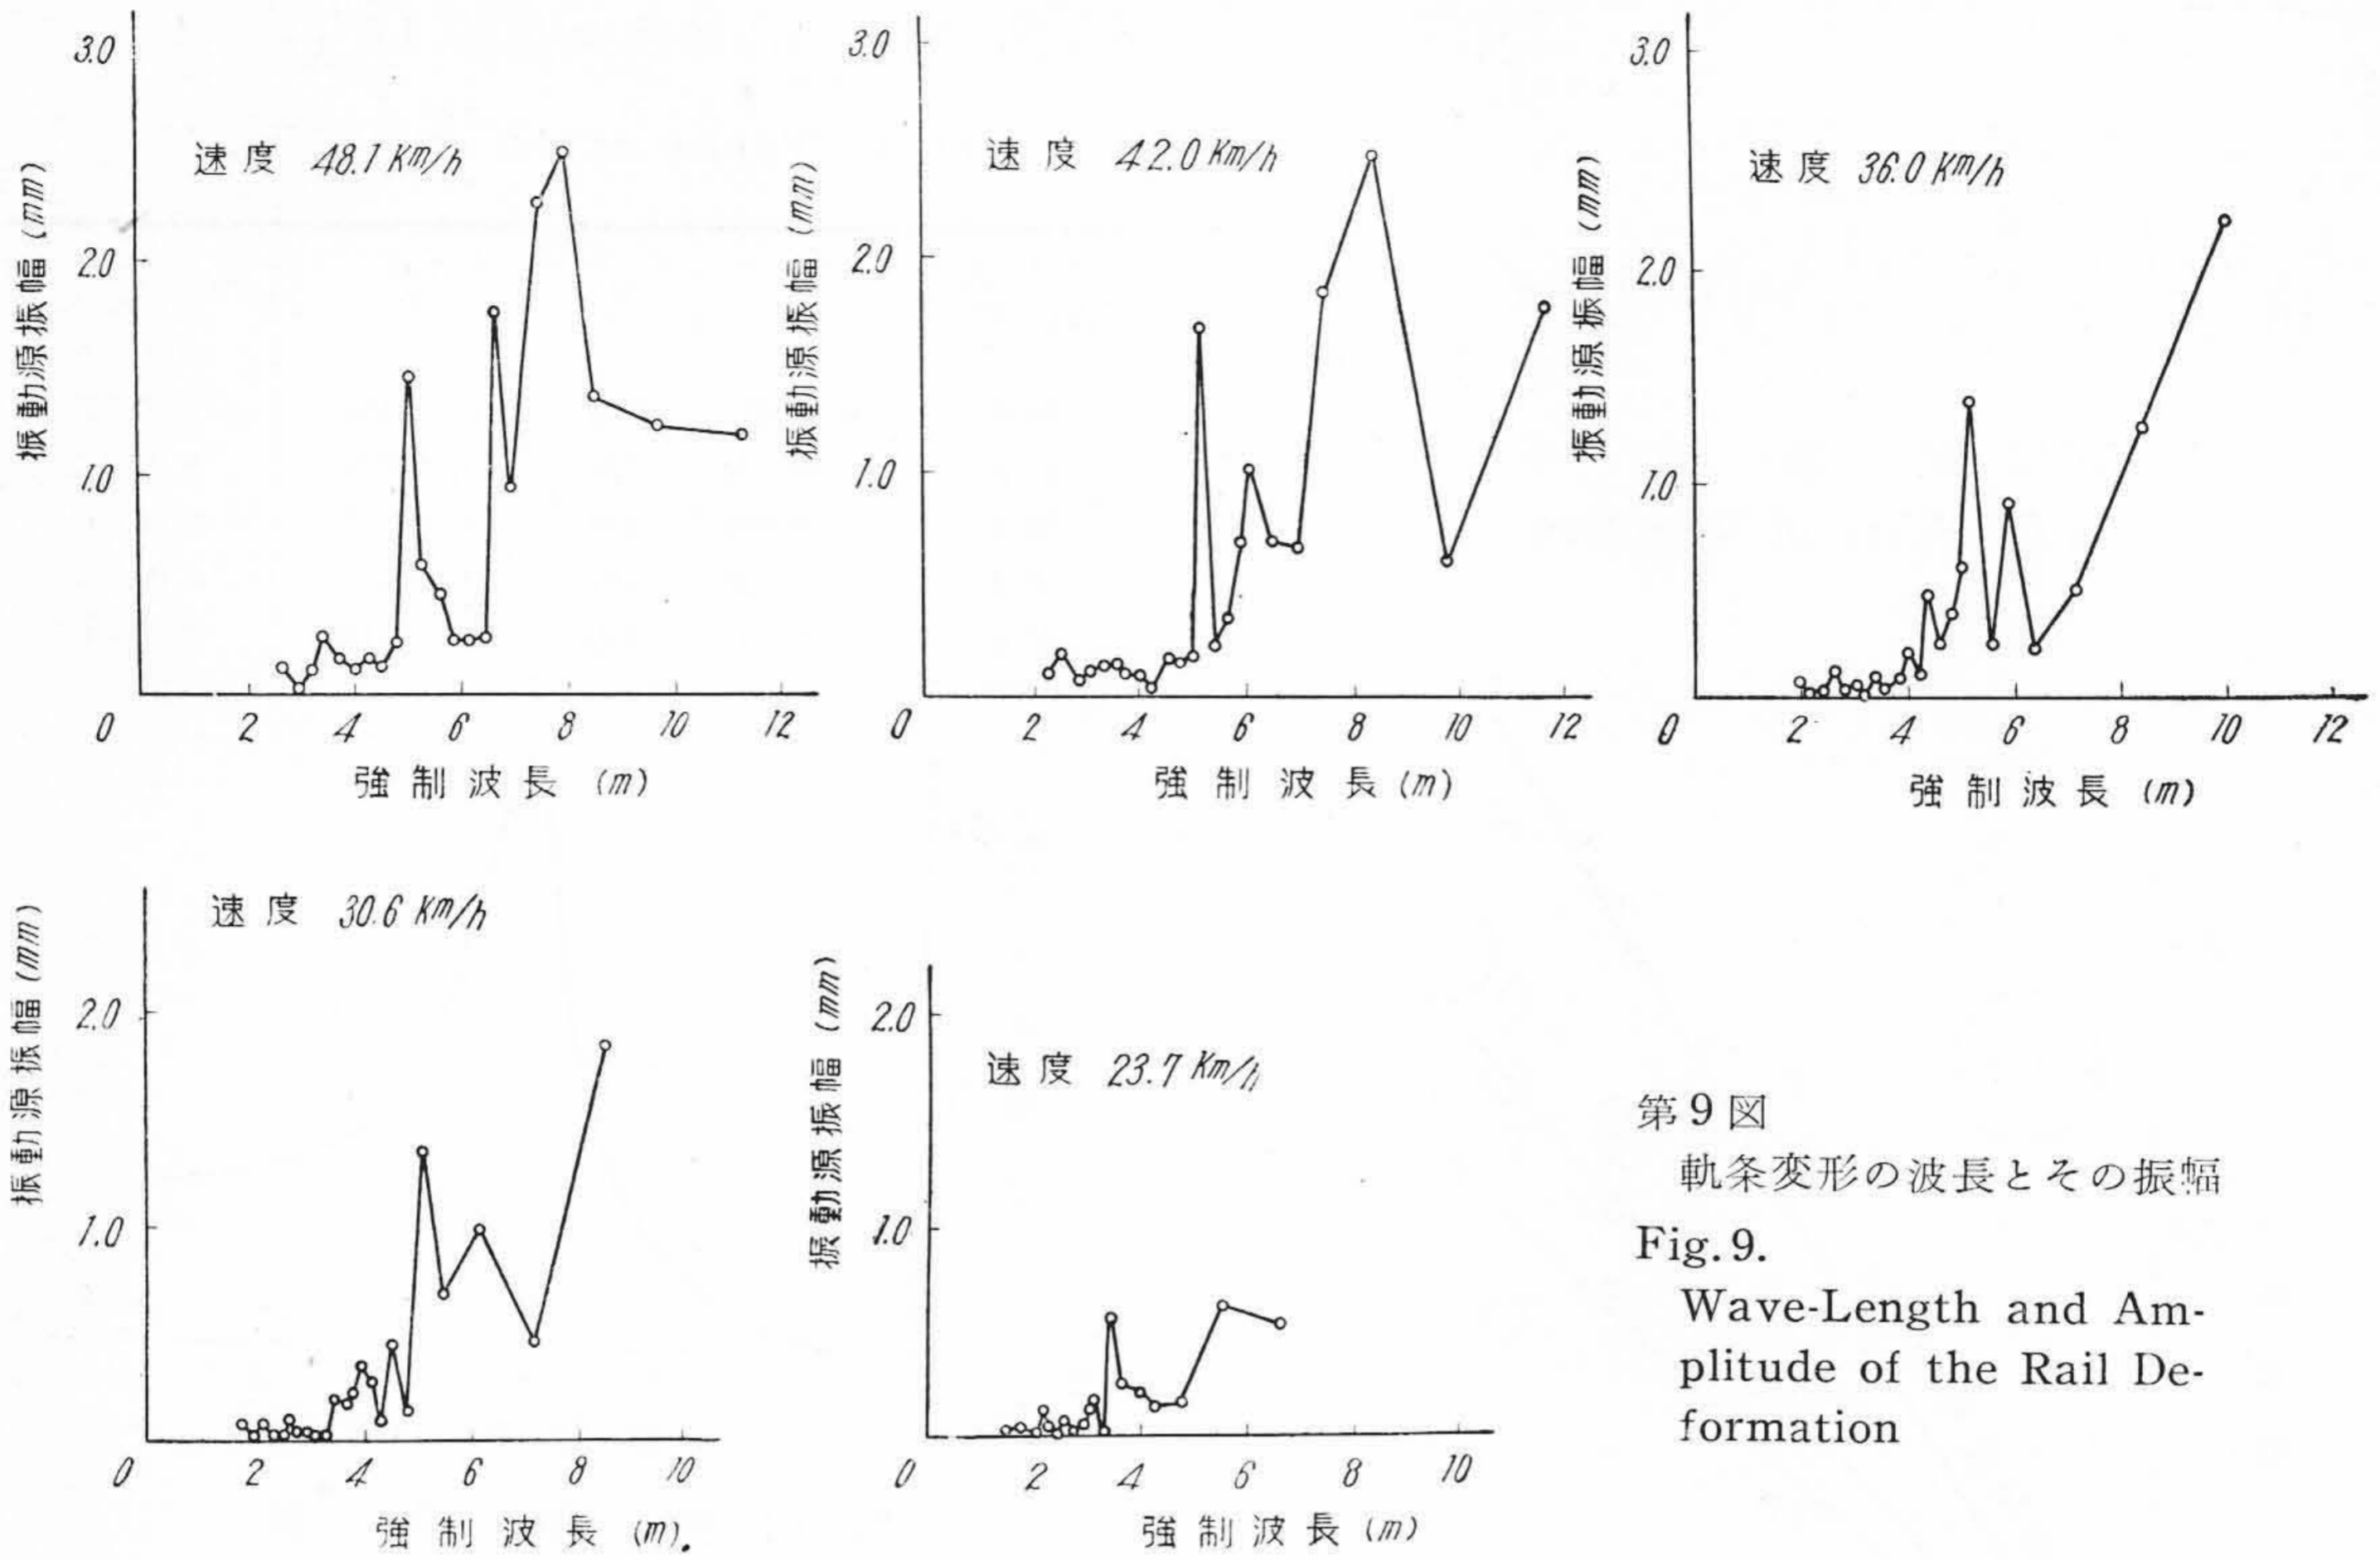 3.0
2.0
1.0
0 2 4 6 8 10 12
振動源振幅 (mm)
速度 48.1 Km/h
強制波長 (m)
3.0
2.0
1.0
0 2 4 6 8 10 12
振動源振幅 (mm)
速度 42.0 Km/h
強制波長 (m)
3.0
2.0
1.0
0 2 4 6 8 10 12
振動源振幅 (mm)
速度 36.0 Km/h
強制波長 (m)
2.0
1.0
0 2 4 6 8 10
振動源振幅 (mm)
速度 30.6 Km/h
強制波長 (m).
2.0
1.0
0 2 4 6 8 10
振動源振幅 (mm)
速度 23.7 Km/h
強制波長 (m)
第9図
軌条変形の波長とその振幅
Fig. 9.
Wave-Length and Am-
plitude of the Rail De-
formation